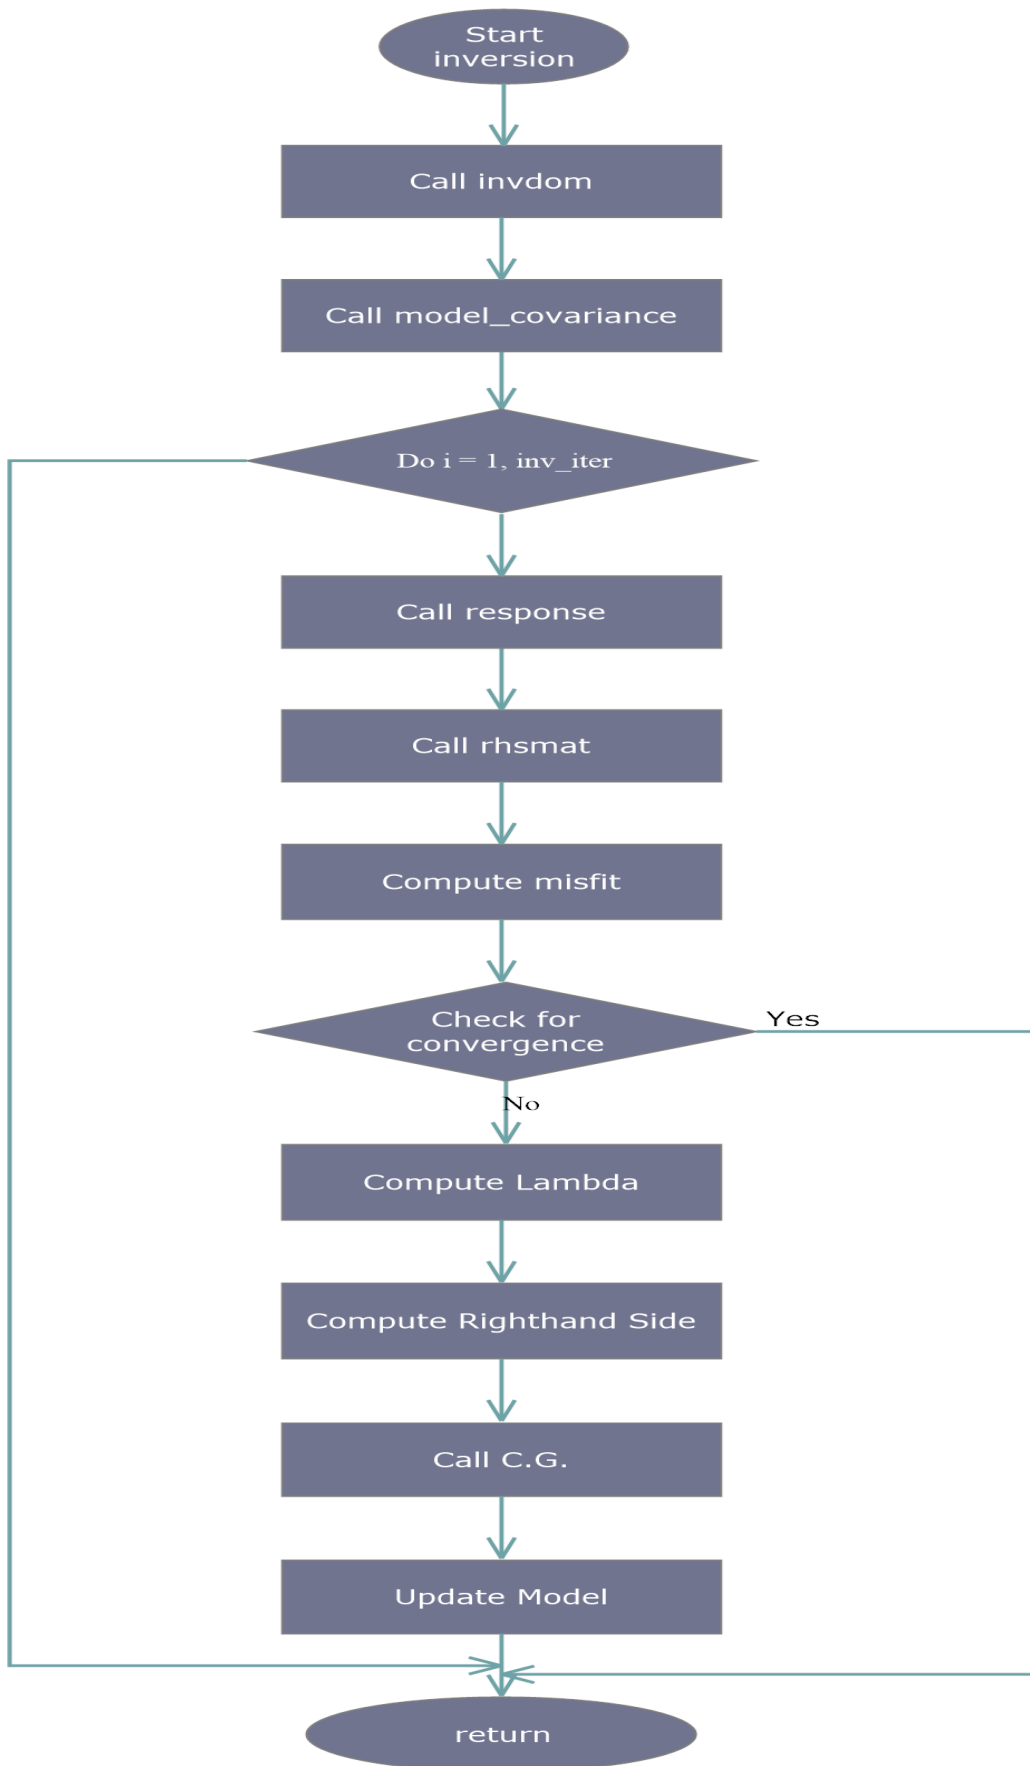 Start
inversion
Call invdom
Call model_covariance
Do i = 1, inv_iter
Call response
Call rhsmat
Compute misfit
Check for
convergence
Yes
No
Compute Lambda
Compute Righthand Side
Call C.G.
Update Model
return